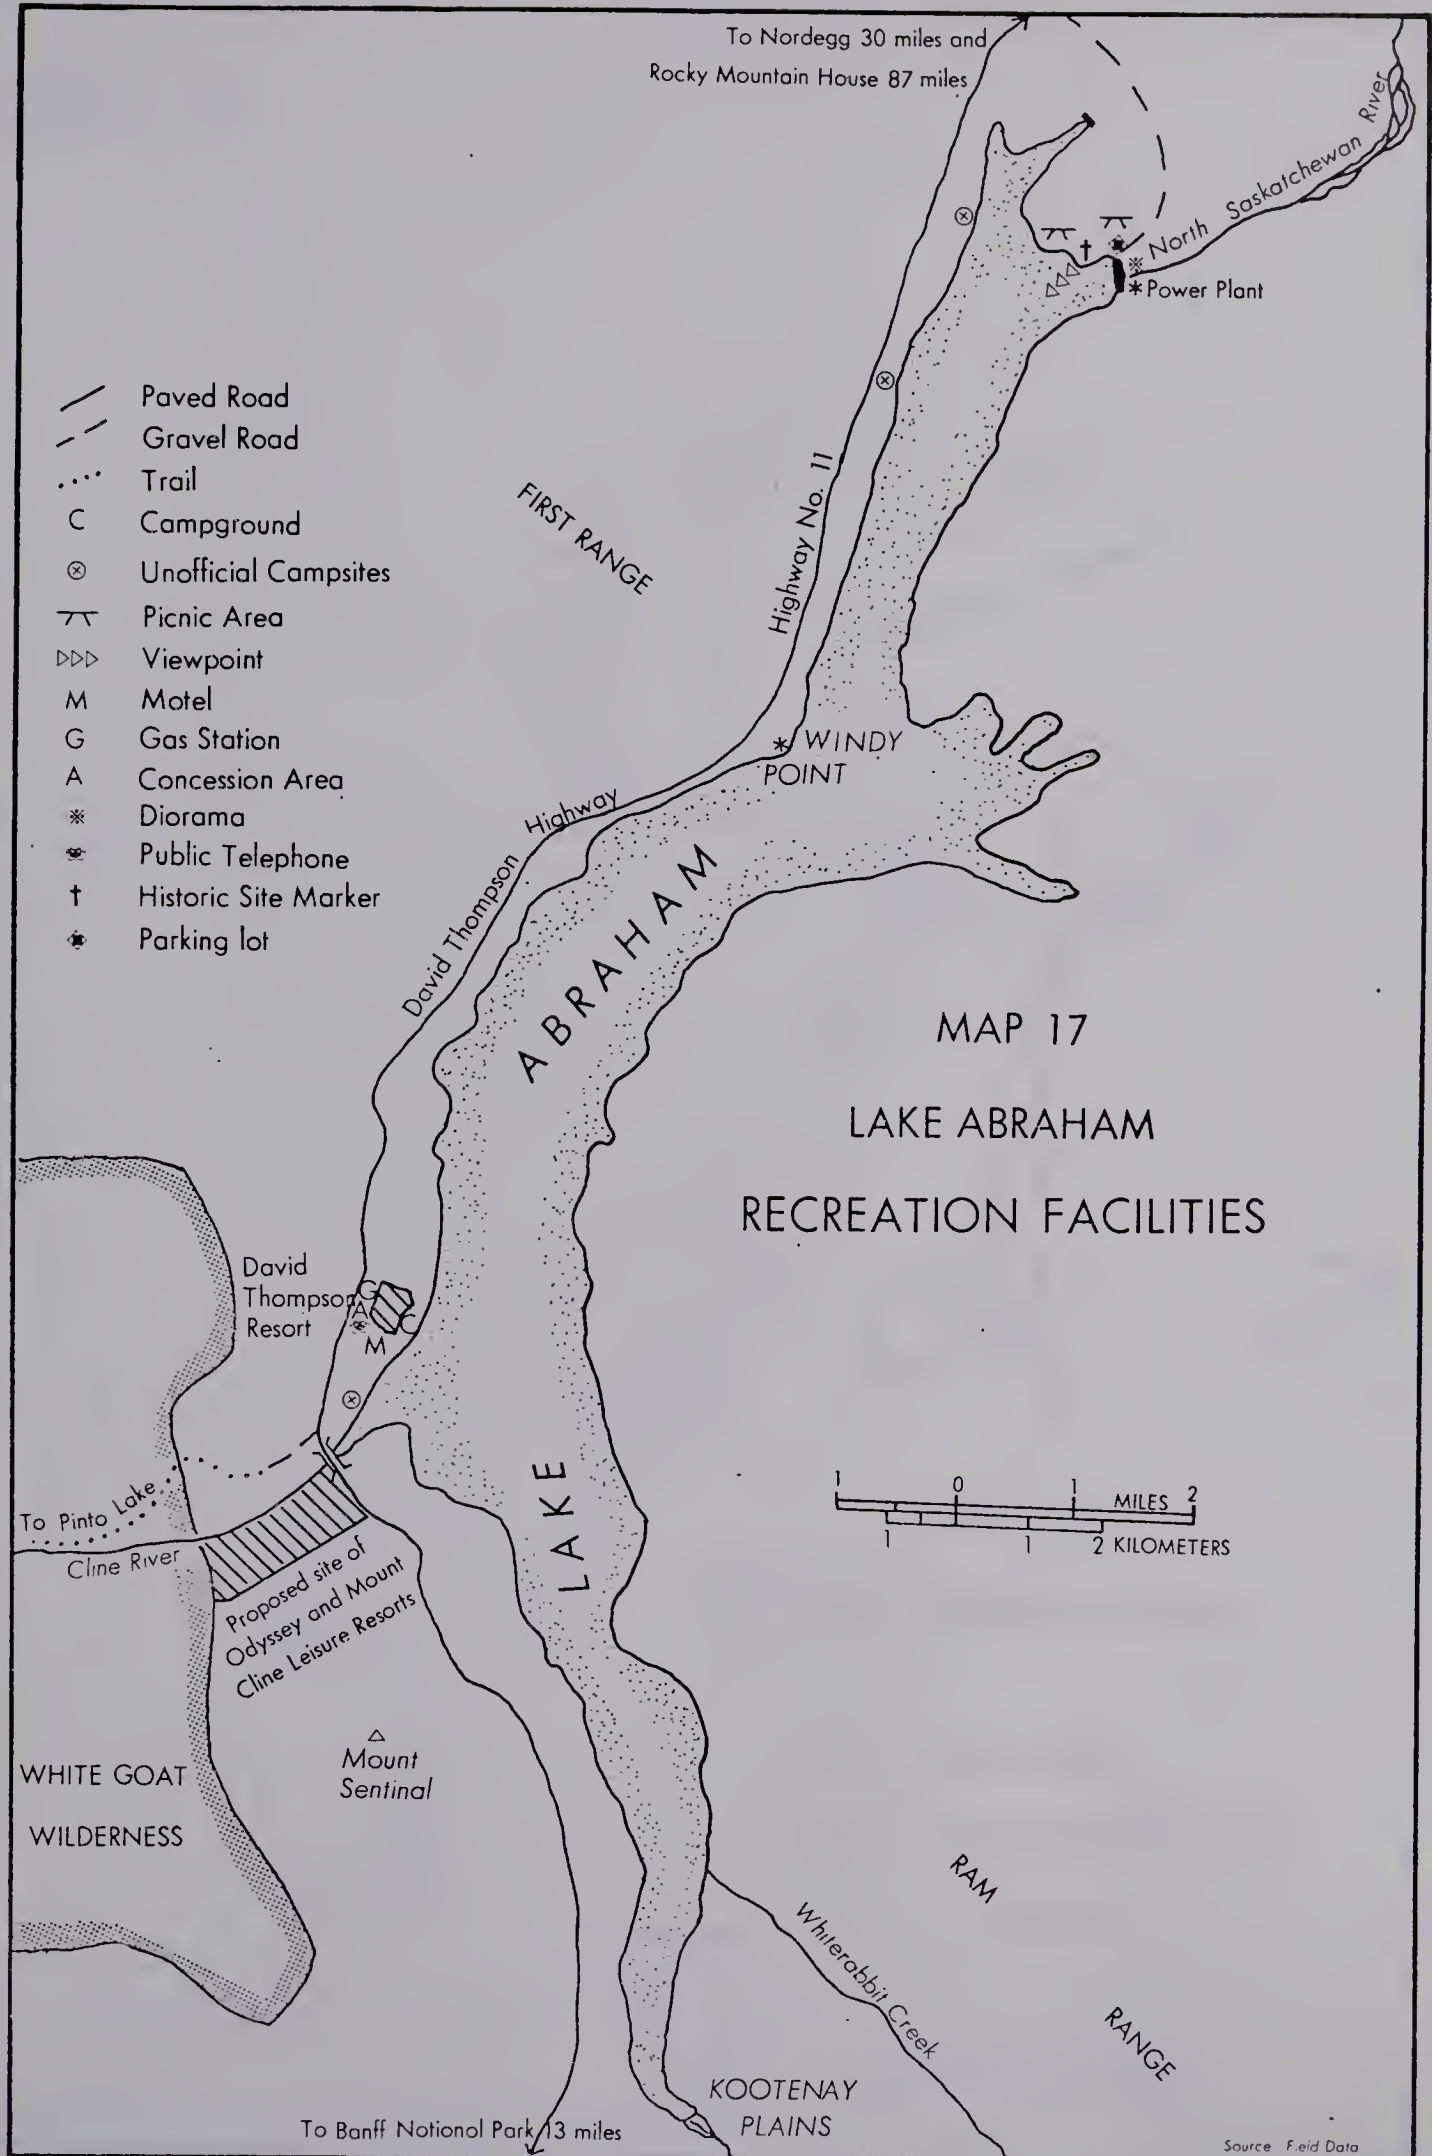 To Nordegg 30 miles and
Rocky Mountain House 87 miles
North Saskatchewan River
Power Plant
Paved Road
Gravel Road
Trail
C Campground
Unofficial Campsites
Picnic Area
Viewpoint
M Motel
G Gas Station
A Concession Area
Diorama
Public Telephone
Historic Site Marker
Parking lot
FIRST RANGE
Highway No. 11
WINDY
POINT
David Thompson Highway
LAKE ABRAHAM
MAP 17
LAKE ABRAHAM
RECREATION FACILITIES
David
Thompson
Resort
G
A
C
M
To Pinto Lake
Cline River
Proposed site of
Odyssey and Mount
Cline Leisure Resorts
1 0 1 MILES 2
1 1 2 KILOMETERS
Mount
Sentinal
WHITE GOAT
WILDERNESS
RAM
RANGE
Whiterabbit Creek
KOOTENAY
PLAINS
To Banff Notional Park 13 miles
Source Field Data